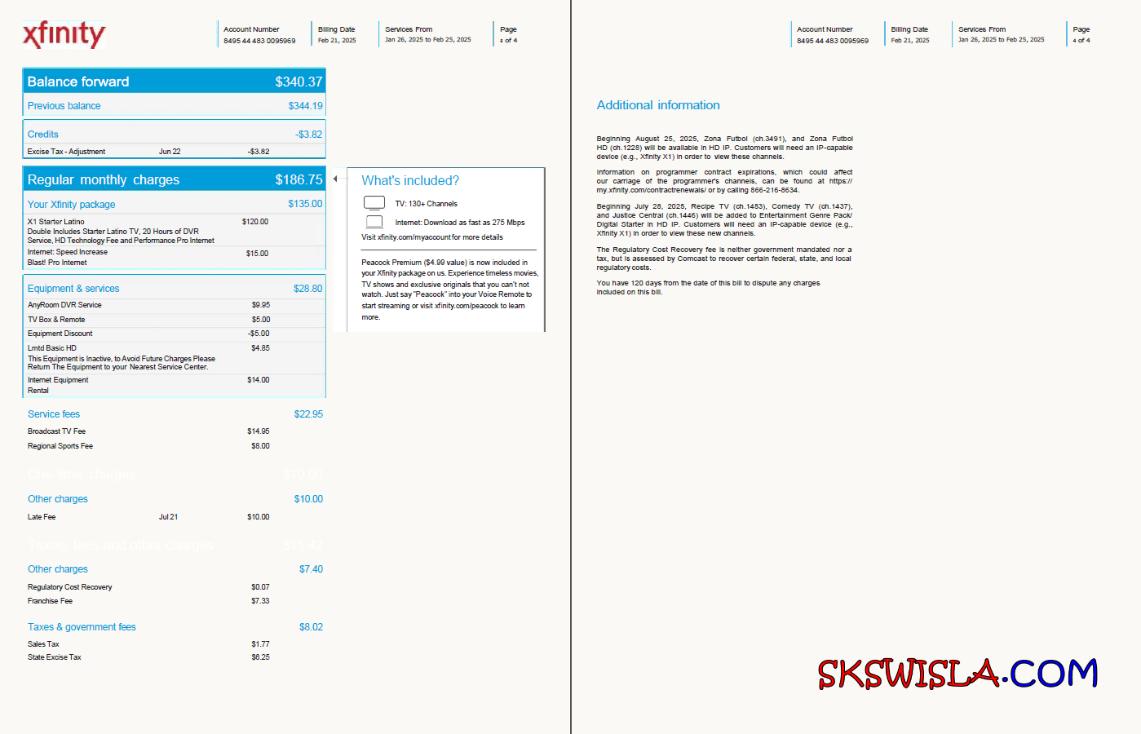 xfinity
Account Number
8495 44 483 0095969
Billing Date
Feb 21, 2025
Services From
Jan 26, 2025 to Feb 25, 2025
Page
of 4
Balance forward $340.37
Previous balance $344.19
Credits -$3.82
Excise Tax - Adjustment Jun 22 -$3.82
Regular monthly charges $186.75
Your Xfinity package $135.00
X1 Starter Latino $120.00
Double Includes Starter Latino TV, 20 Hours of DVR
Service, HD Technology Fee and Performance Pro Internet
Internet: Speed Increase $15.00
Blast! Pro Internet
Equipment & services $28.80
AnyRoom DVR Service $9.95
TV Box & Remote $5.00
Equipment Discount -$5.00
Lmtd Basic HD $4.85
This Equipment is Inactive, to Avoid Future Charges Please
Return The Equipment to your Nearest Service Center.
Internet Equipment $14.00
Rental
Service fees $22.95
Broadcast TV Fee $14.95
Regional Sports Fee $8.00
One-time charges $10.00
Other charges $10.00
Late Fee Jul 21 $10.00
Taxes, fees and other charges $15.42
Other charges $7.40
Regulatory Cost Recovery $0.07
Franchise Fee $7.33
Taxes & government fees $8.02
Sales Tax $1.77
State Excise Tax $6.25
What's included?
TV: 130+ Channels
Internet: Download as fast as 275 Mbps
Visit xfinity.com/myaccount for more details
Peacock Premium ($4.99 value) is now included in
your Xfinity package on us. Experience timeless movies,
TV shows and exclusive originals that you can't not
watch. Just say "Peacock" into your Voice Remote to
start streaming or visit xfinity.com/peacock to learn
more.
Account Number
8495 44 483 0095969
Billing Date
Feb 21, 2025
Services From
Jan 26, 2025 to Feb 25, 2025
Page
4 of 4
Additional information
Beginning August 25, 2025, Zona Futbol (ch.3491), and Zona Futbol
HD (ch.1228) will be available in HD IP. Customers will need an IP-capable
device (e.g., Xfinity X1) in order to view these channels.
Information on programmer contract expirations, which could affect
our carriage of the programmer's channels, can be found at https://
my.xfinity.com/contractrenewals/ or by calling 866-216-8634.
Beginning July 28, 2025, Recipe TV (ch.1453), Comedy TV (ch.1437),
and Justice Central (ch.1446) will be added to Entertainment Genre Pack/
Digital Starter in HD IP. Customers will need an IP-capable device (e.g.,
Xfinity X1) in order to view these new channels.
The Regulatory Cost Recovery fee is neither government mandated nor a
tax, but is assessed by Comcast to recover certain federal, state, and local
regulatory costs.
You have 120 days from the date of this bill to dispute any charges
included on this bill.
SKSWISLA.COM